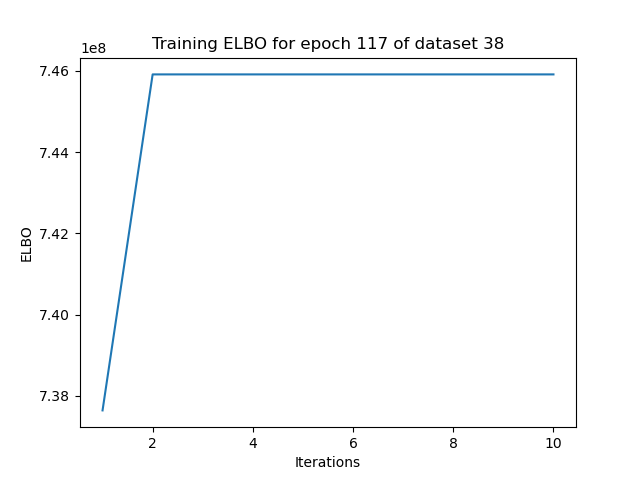 Training ELBO for epoch 117 of dataset 38
1e8
7.46
7.44
7.42
7.40
7.38
ELBO
2 4 6 8 10
Iterations